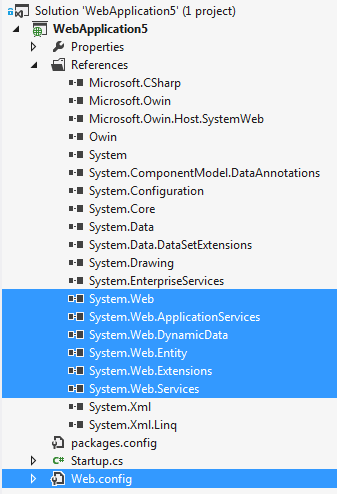 Solution 'WebApplication5' (1 project)
WebApplication5
Properties
References
Microsoft.CSharp
Microsoft.Owin
Microsoft.Owin.Host.SystemWeb
Owin
System
System.ComponentModel.DataAnnotations
System.Configuration
System.Core
System.Data
System.Data.DataSetExtensions
System.Drawing
System.EnterpriseServices
System.Web
System.Web.ApplicationServices
System.Web.DynamicData
System.Web.Entity
System.Web.Extensions
System.Web.Services
System.Xml
System.Xml.Linq
packages.config
C# Startup.cs
Web.config